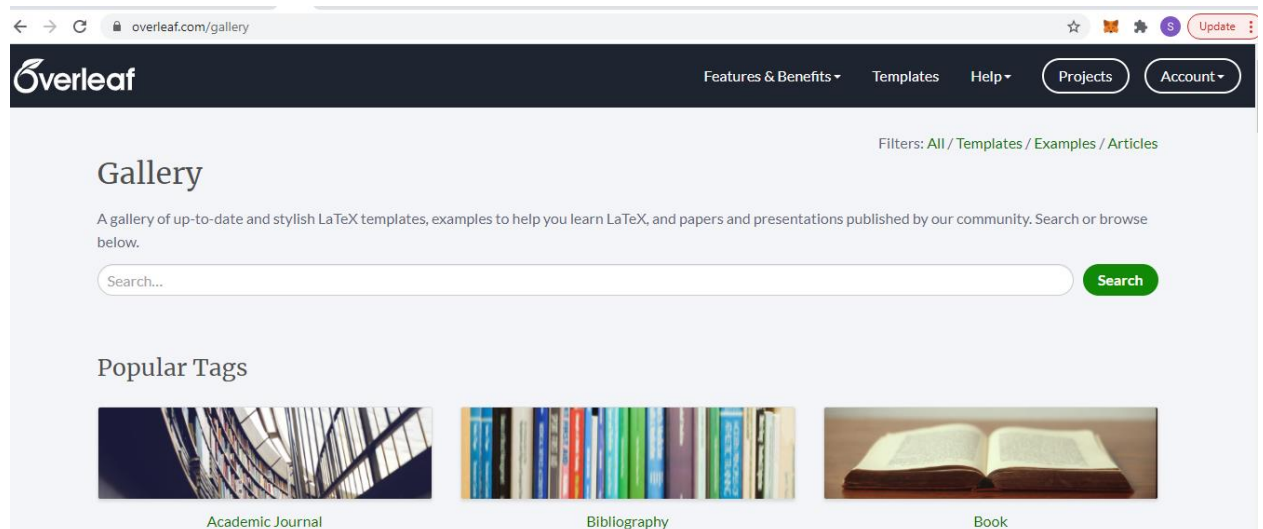 overleaf.com/gallery
S
Update
Overleaf
Features & Benefits
Templates
Help
Projects
Account
Filters: All / Templates / Examples / Articles
Gallery
A gallery of up-to-date and stylish LaTeX templates, examples to help you learn LaTeX, and papers and presentations published by our community. Search or browse
below.
Search...
Search
Popular Tags
Academic Journal
Bibliography
Book